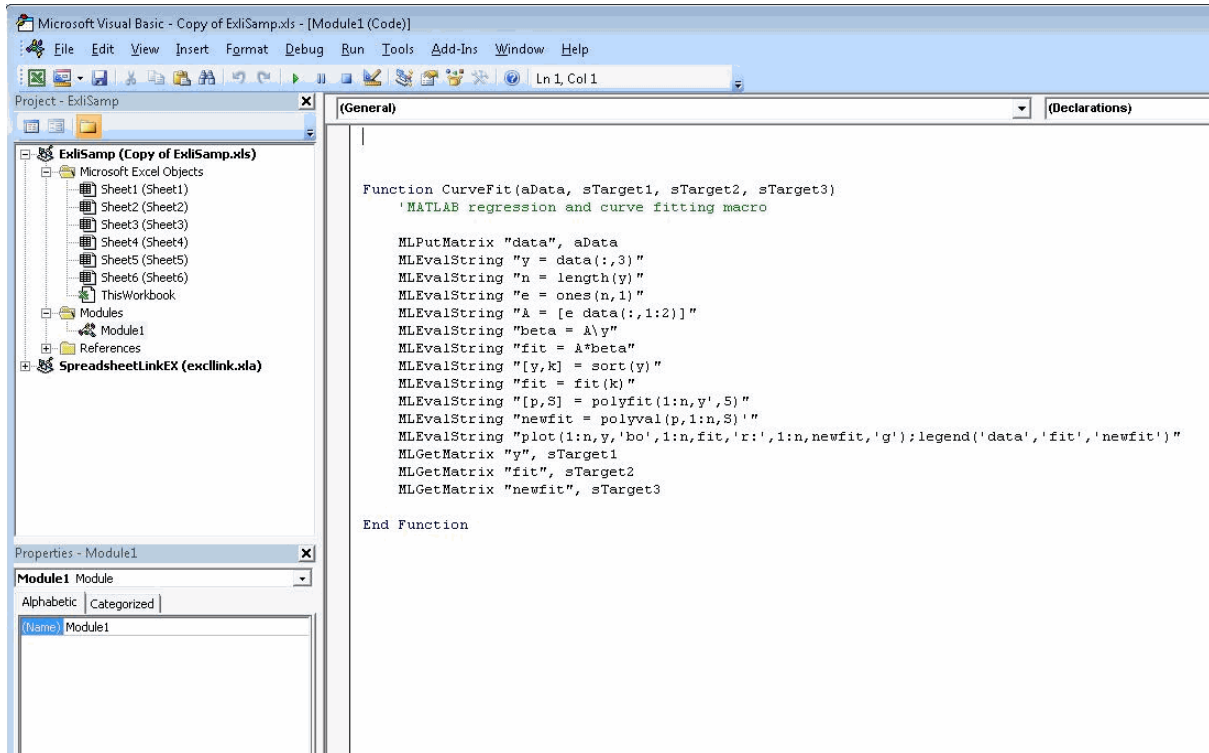 Microsoft Visual Basic - Copy of ExliSamp.xls - [Module1 (Code)]
File Edit View Insert Format Debug Run Tools Add-Ins Window Help
Ln 1, Col 1
Project - ExliSamp
(General) (Declarations)
ExliSamp (Copy of ExliSamp.xls)
Microsoft Excel Objects
Sheet1 (Sheet1)
Sheet2 (Sheet2)
Sheet3 (Sheet3)
Sheet4 (Sheet4)
Sheet5 (Sheet5)
Sheet6 (Sheet6)
ThisWorkbook
Modules
Module1
References
SpreadsheetLinkEX (excllink.xla)
Function CurveFit(aData, sTarget1, sTarget2, sTarget3)
'MATLAB regression and curve fitting macro
MLPutMatrix "data", aData
MLEvalString "y = data(:,3)"
MLEvalString "n = length(y)"
MLEvalString "e = ones(n,1)"
MLEvalString "A = [e data(:,1:2)]"
MLEvalString "beta = A\y"
MLEvalString "fit = A*beta"
MLEvalString "[y,k] = sort(y)"
MLEvalString "fit = fit(k)"
MLEvalString "[p,S] = polyfit(1:n,y',5)"
MLEvalString "newfit = polyval(p,1:n,S)'"
MLEvalString "plot(1:n,y,'bo',1:n,fit,'r:',1:n,newfit,'g');legend('data','fit','newfit')"
MLGetMatrix "y", sTarget1
MLGetMatrix "fit", sTarget2
MLGetMatrix "newfit", sTarget3
End Function
Properties - Module1
Module1 Module
Alphabetic Categorized
(Name) Module1